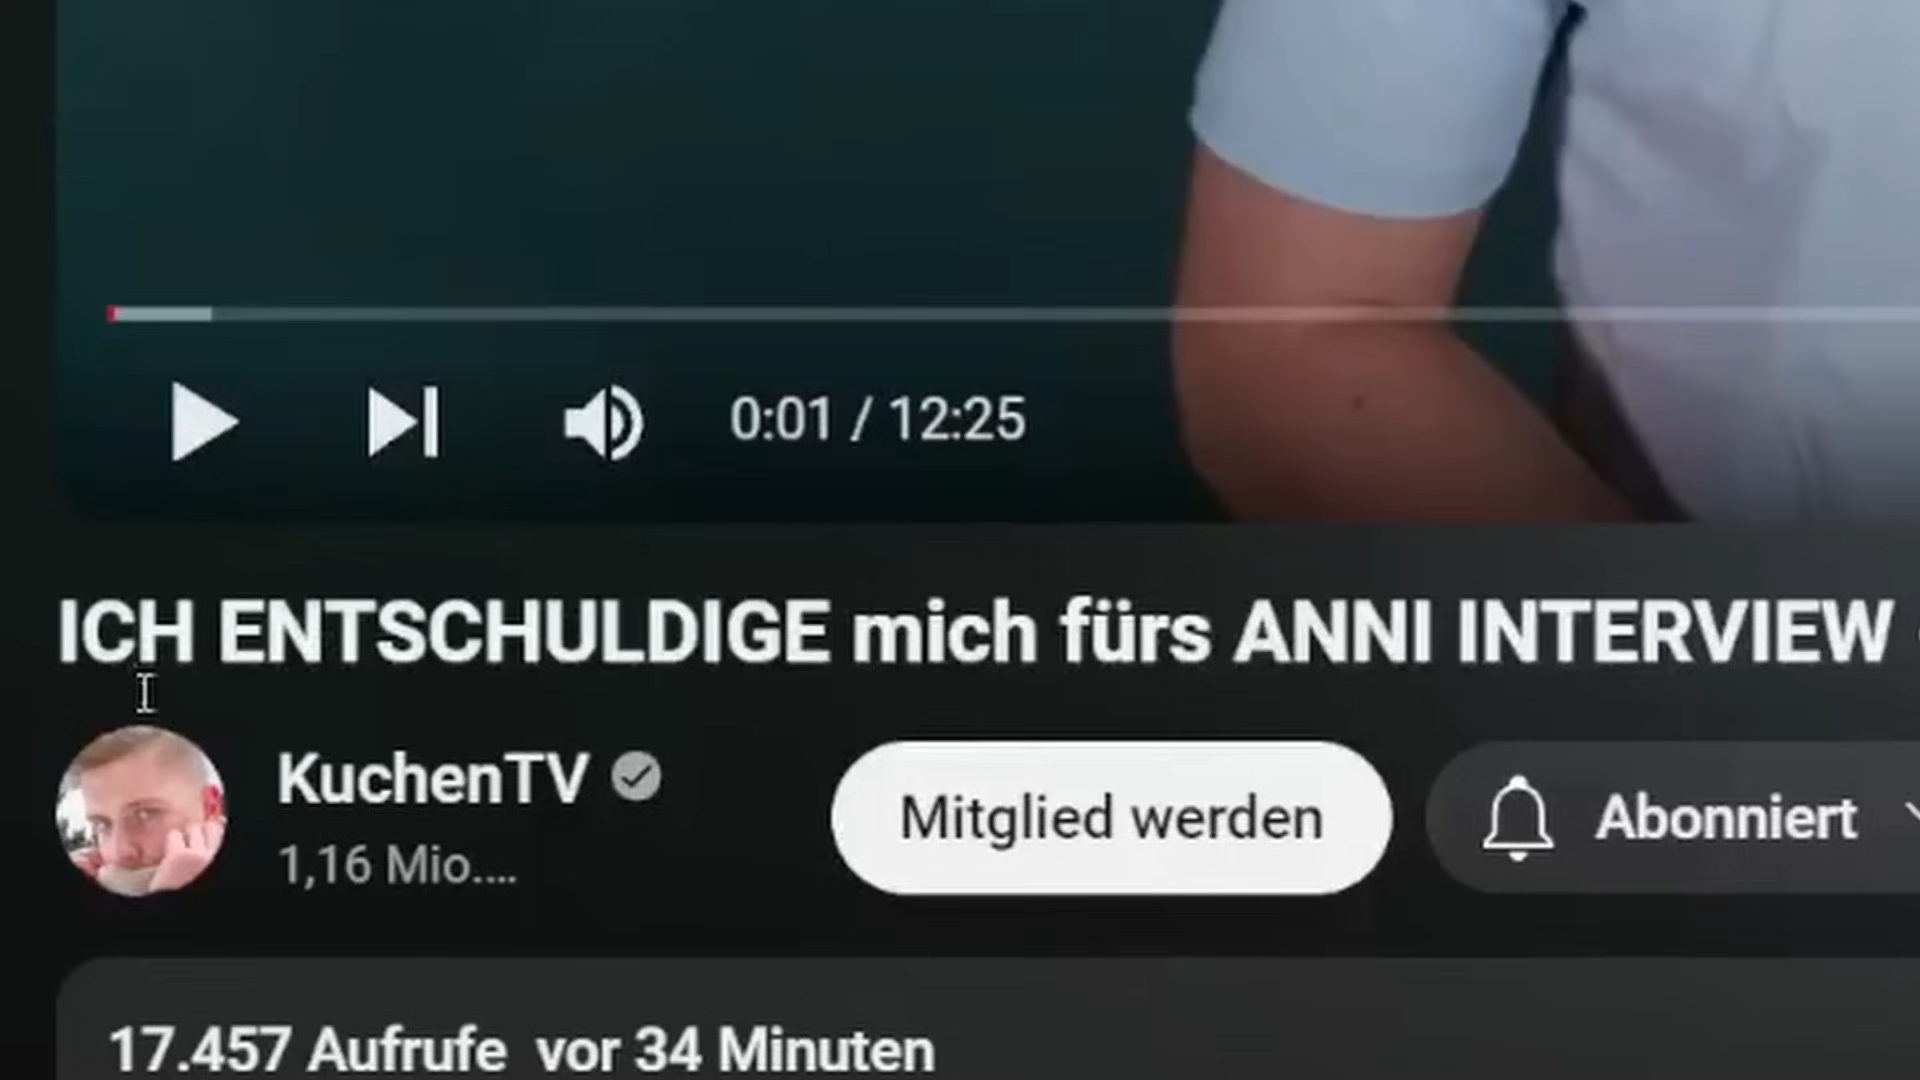 0:01 / 12:25
ICH ENTSCHULDIGE mich fürs ANNI INTERVIEW
KuchenTV
1,16 Mio....
Mitglied werden
Abonniert
17.457 Aufrufe vor 34 Minuten